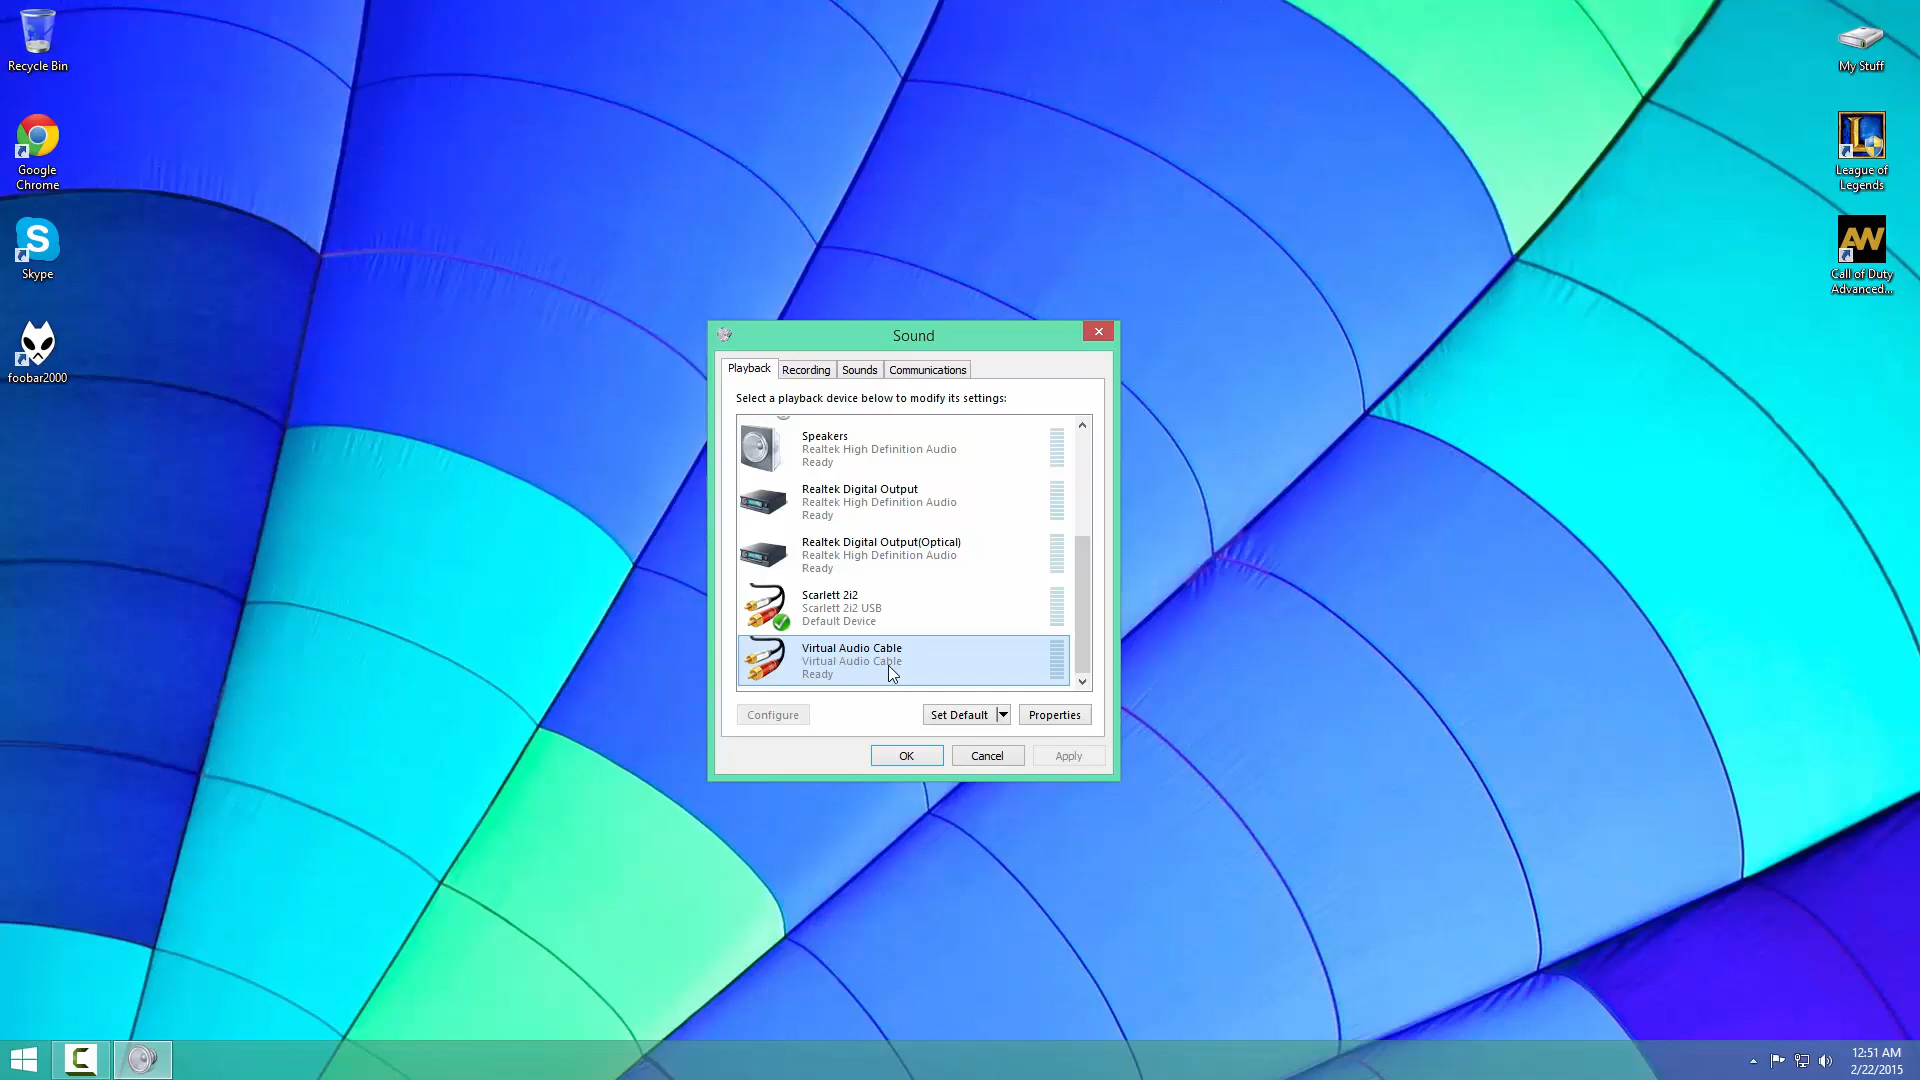 Recycle Bin
Google
Chrome
Skype
foobar2000
My Stuff
League of
Legends
AW
Call of Duty
Advanced...
Sound
Playback
Recording
Sounds
Communications
Select a playback device below to modify its settings:
Speakers
Realtek High Definition Audio
Ready
Realtek Digital Output
Realtek High Definition Audio
Ready
Realtek Digital Output(Optical)
Realtek High Definition Audio
Ready
Scarlett 2i2
Scarlett 2i2 USB
Default Device
Virtual Audio Cable
Virtual Audio Cable
Ready
Configure
Set Default
Properties
OK
Cancel
Apply
12:51 AM
2/22/2015